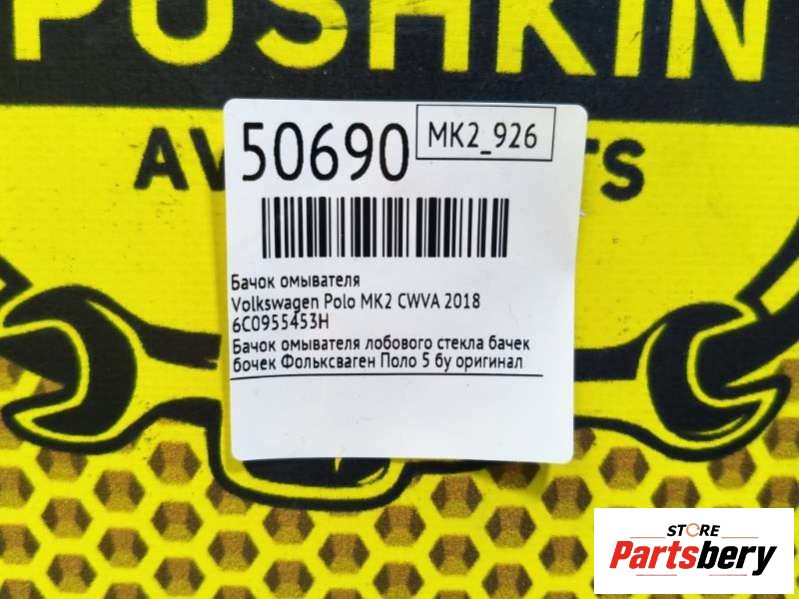 PUSHKIN
50690
MK2_926
Бачок омывателя
Volkswagen Polo MK2 CWVA 2018
6C0955453H
Бачок омывателя лобового стекла бачек
бочек Фольксваген Поло 5 бу оригинал
STORE
Partsbery